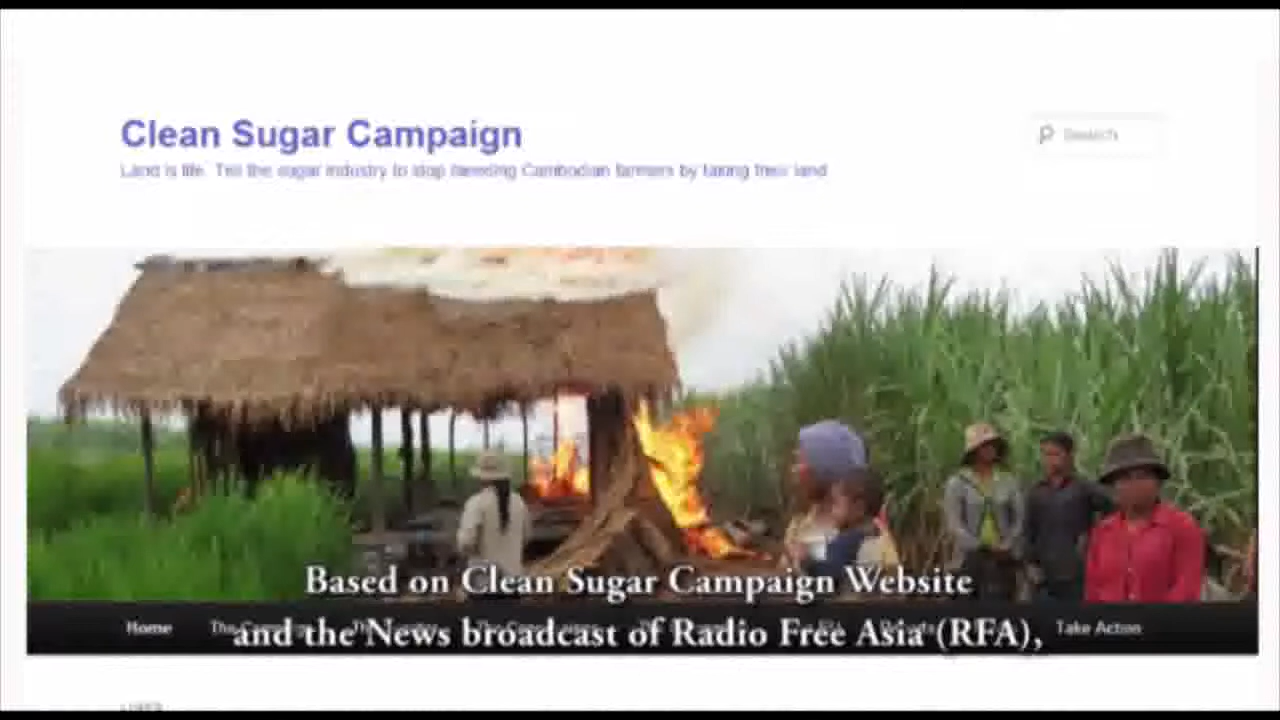 Clean Sugar Campaign
Search
Land is life. Tell the sugar industry to stop bleeding Cambodian farmers by taking their land
Based on Clean Sugar Campaign Website
Home Take Action
and the News broadcast of Radio Free Asia (RFA),